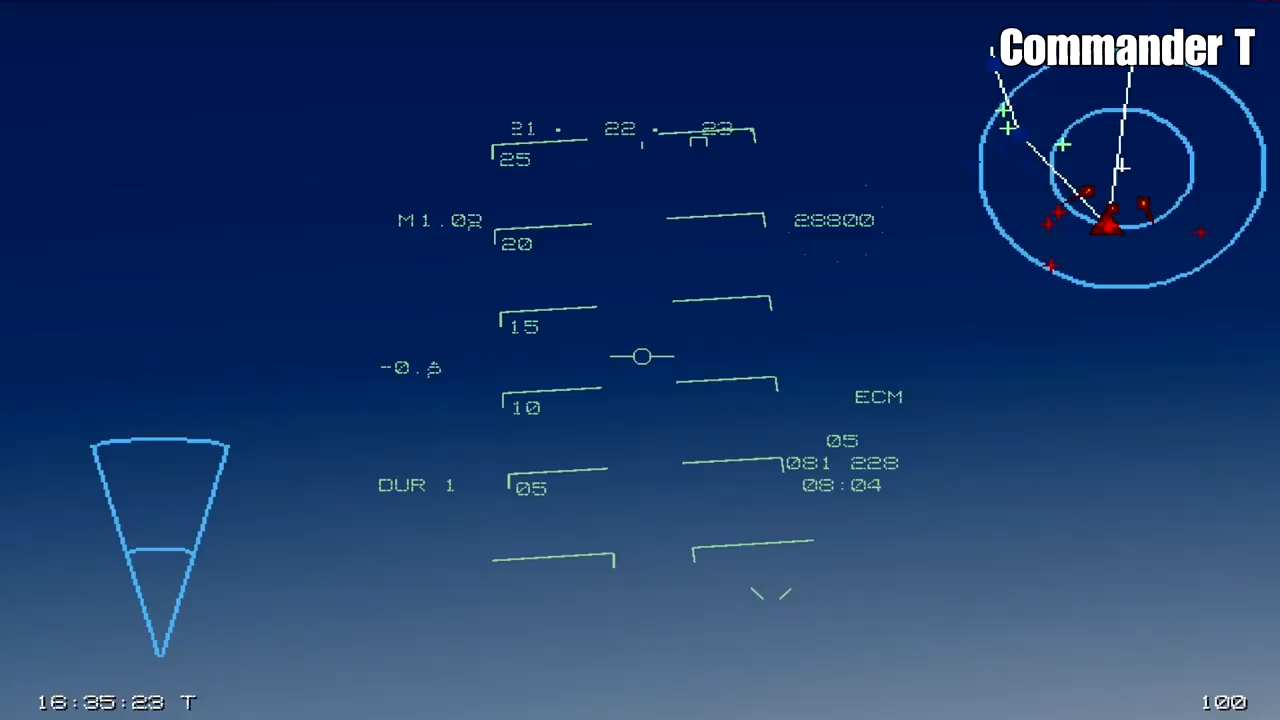 Commander T
21 · 22 · 23
25
M1.02 28800
20
15
-0.
ECM
10
05
081 228
DUR 1 05 08:04
16:35:23 T 100